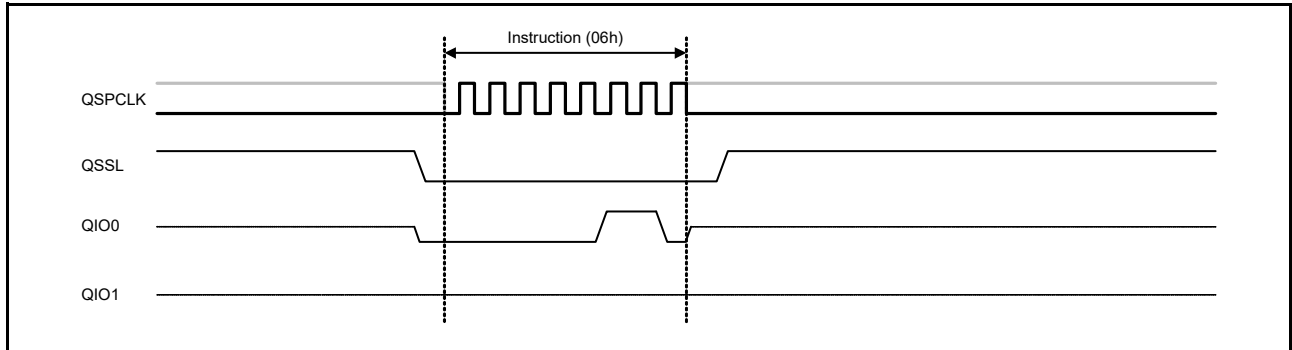 Instruction (06h)
QSPCLK
QSSL
QIO0
QIO1